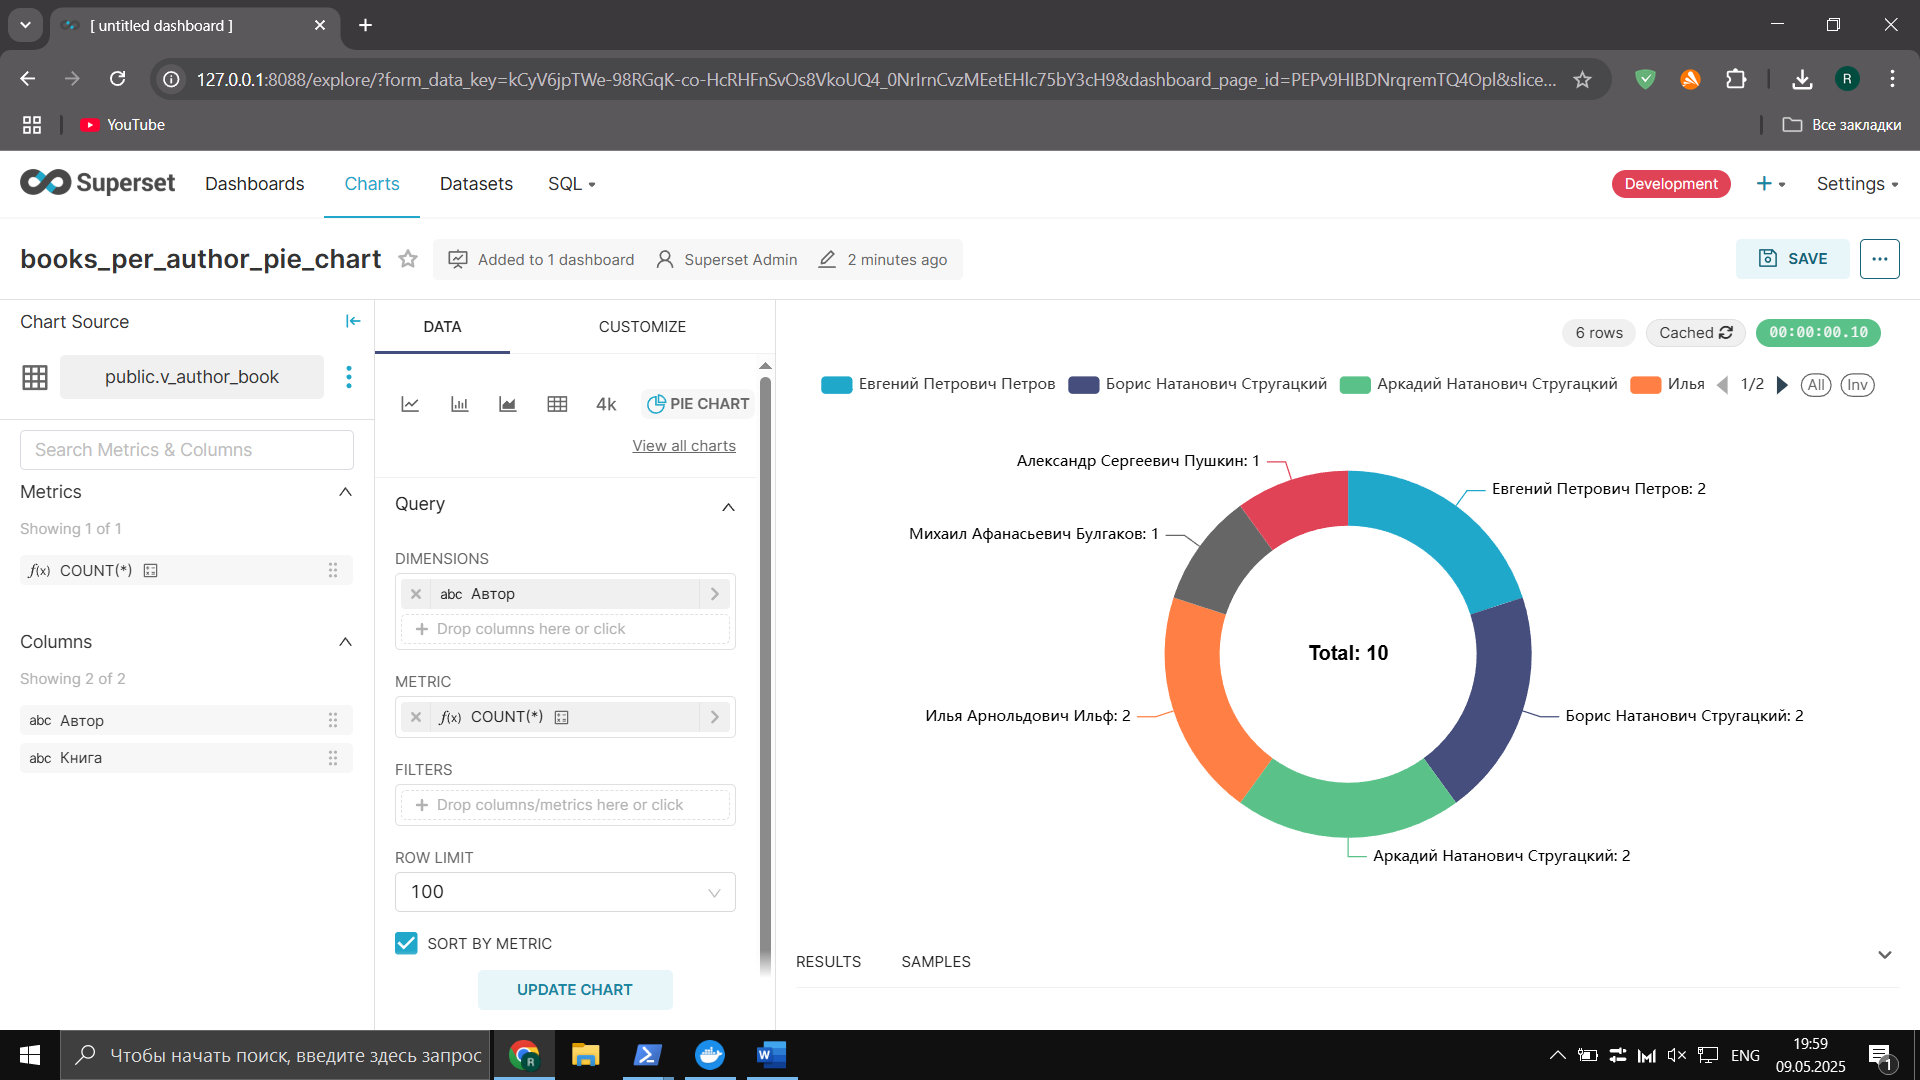 [ untitled dashboard ]
127.0.0.1:8088/explore/?form_data_key=kCyV6jpTWe-98RGqK-co-HcRHFnSvOs8VkoUQ4_0NrIrnCvzMEetEHlc75bY3cH9&dashboard_page_id=PEPv9HIBDNrqremTQ4Opl&slice...
R
YouTube
Все закладки
Superset
Dashboards
Charts
Datasets
SQL
Development
Settings
books_per_author_pie_chart
Added to 1 dashboard
Superset Admin
2 minutes ago
SAVE
Chart Source
public.v_author_book
Search Metrics & Columns
Metrics
Showing 1 of 1
f(x) COUNT(*)
Columns
Showing 2 of 2
abc Автор
abc Книга
DATA
CUSTOMIZE
4k
PIE CHART
View all charts
Query
DIMENSIONS
abc Автор
Drop columns here or click
METRIC
f(x) COUNT(*)
FILTERS
Drop columns/metrics here or click
ROW LIMIT
100
SORT BY METRIC
UPDATE CHART
6 rows
Cached
00:00:00.10
Евгений Петрович Петров
Борис Натанович Стругацкий
Аркадий Натанович Стругацкий
Илья
1/2
All
Inv
Александр Сергеевич Пушкин: 1
Евгений Петрович Петров: 2
Михаил Афанасьевич Булгаков: 1
Total: 10
Илья Арнольдович Ильф: 2
Борис Натанович Стругацкий: 2
Аркадий Натанович Стругацкий: 2
RESULTS
SAMPLES
Чтобы начать поиск, введите здесь запрос
R
ENG
19:59
09.05.2025
1